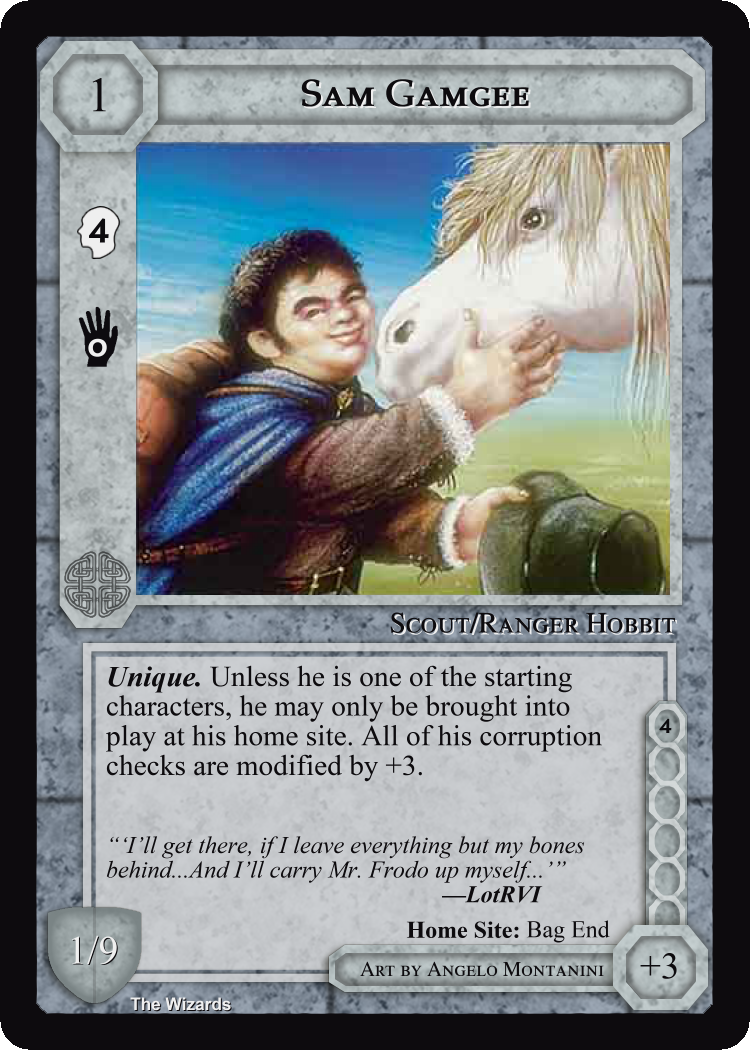 1
Sam Gamgee
4
0
Scout/Ranger Hobbit
Unique. Unless he is one of the starting
characters, he may only be brought into
play at his home site. All of his corruption
checks are modified by +3.
4
“‘I’ll get there, if I leave everything but my bones
behind...And I’ll carry Mr. Frodo up myself...’”
—LotRVI
Home Site: Bag End
1/9
Art by Angelo Montanini
+3
The Wizards